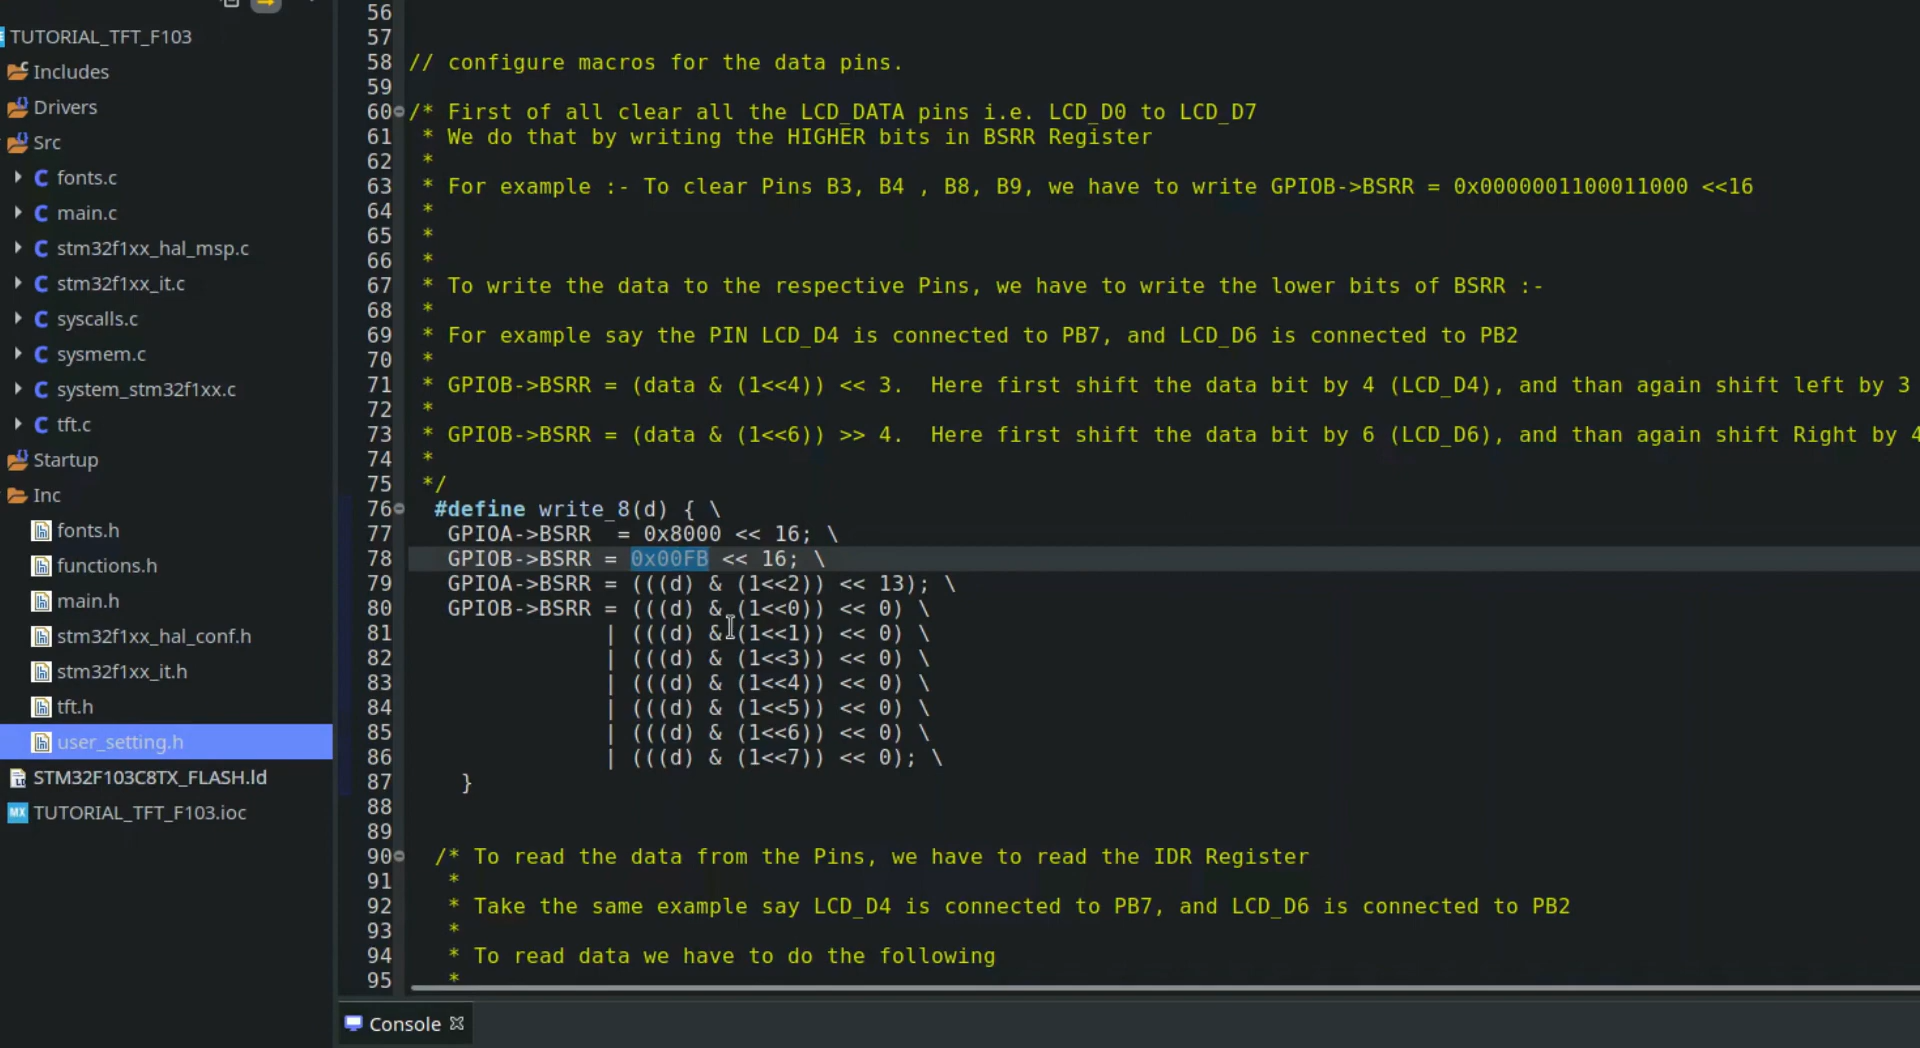 TUTORIAL_TFT_F103
Includes
Drivers
Src
fonts.c
main.c
stm32f1xx_hal_msp.c
stm32f1xx_it.c
syscalls.c
sysmem.c
system_stm32f1xx.c
tft.c
Startup
Inc
fonts.h
functions.h
main.h
stm32f1xx_hal_conf.h
stm32f1xx_it.h
tft.h
user_setting.h
STM32F103C8TX_FLASH.ld
MX TUTORIAL_TFT_F103.ioc
56
57
58 // configure macros for the data pins.
59
60 /* First of all clear all the LCD_DATA pins i.e. LCD_D0 to LCD_D7
61 * We do that by writing the HIGHER bits in BSRR Register
62 *
63 * For example :- To clear Pins B3, B4 , B8, B9, we have to write GPIOB->BSRR = 0x0000001100011000 <<16
64 *
65 *
66 *
67 * To write the data to the respective Pins, we have to write the lower bits of BSRR :-
68 *
69 * For example say the PIN LCD_D4 is connected to PB7, and LCD_D6 is connected to PB2
70 *
71 * GPIOB->BSRR = (data & (1<<4)) << 3.  Here first shift the data bit by 4 (LCD_D4), and than again shift left by 3
72 *
73 * GPIOB->BSRR = (data & (1<<6)) >> 4.  Here first shift the data bit by 6 (LCD_D6), and than again shift Right by 4
74 *
75 */
76 #define write_8(d) { \
77 GPIOA->BSRR  = 0x8000 << 16; \
78 GPIOB->BSRR = 0x00FB << 16; \
79 GPIOA->BSRR = (((d) & (1<<2)) << 13); \
80 GPIOB->BSRR = (((d) & (1<<0)) << 0) \
81 | (((d) & (1<<1)) << 0) \
82 | (((d) & (1<<3)) << 0) \
83 | (((d) & (1<<4)) << 0) \
84 | (((d) & (1<<5)) << 0) \
85 | (((d) & (1<<6)) << 0) \
86 | (((d) & (1<<7)) << 0); \
87 }
88
89
90 /* To read the data from the Pins, we have to read the IDR Register
91 *
92 * Take the same example say LCD_D4 is connected to PB7, and LCD_D6 is connected to PB2
93 *
94 * To read data we have to do the following
95 *
Console